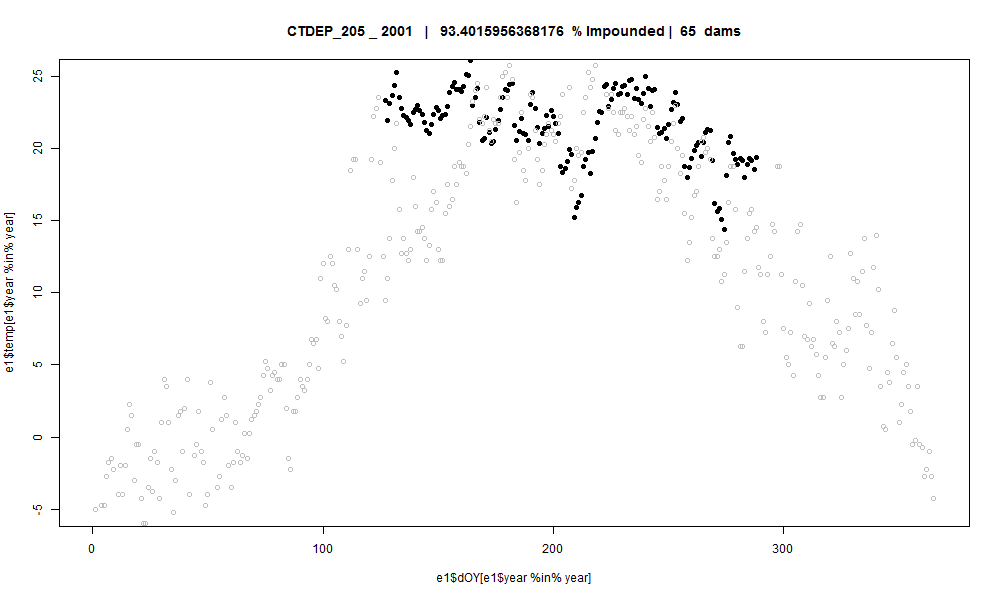 CTDEP_205 _ 2001 | 93.4015956368176 % Impounded | 65 dams
e1$temp[e1$year %in% year]
25
20
15
10
5
0
-5
0 100 200 300
e1$dOY[e1$year %in% year]